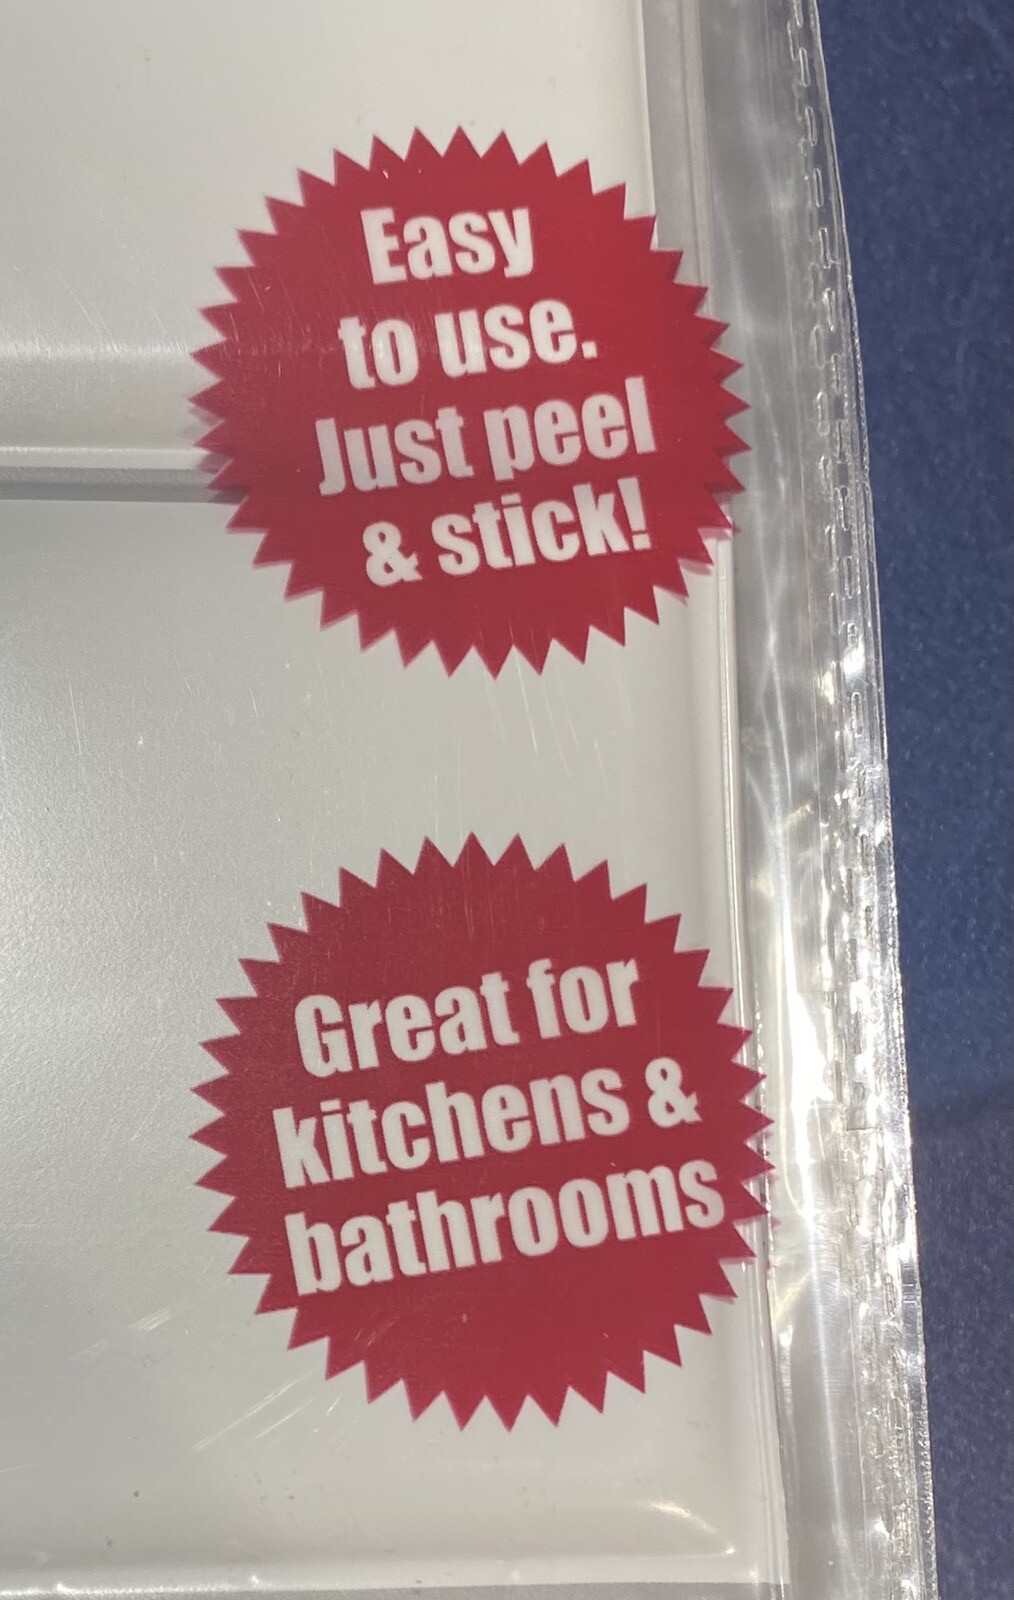 Easy
to use.
Just peel
& stick!
Great for
kitchens &
bathrooms